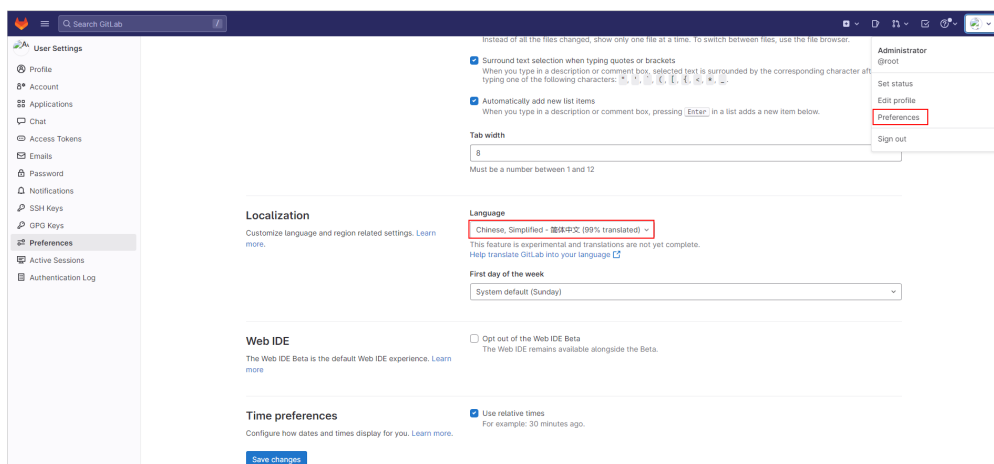 Search GitLab
/
User Settings
Profile
Account
Applications
Chat
Access Tokens
Emails
Password
Notifications
SSH Keys
GPG Keys
Preferences
Active Sessions
Authentication Log
Instead of all the files changed, show only one file at a time. To switch between files, use the file browser.
Surround text selection when typing quotes or brackets
When you type in a description or comment box, selected text is surrounded by the corresponding character aft
typing one of the following characters: ", ', `, (, [, {, <, *, _
Automatically add new list items
When you type in a description or comment box, pressing Enter in a list adds a new item below.
Tab width
8
Must be a number between 1 and 12
Localization
Customize language and region related settings. Learn
more.
Language
Chinese, Simplified - 简体中文 (99% translated)
This feature is experimental and translations are not yet complete.
Help translate GitLab into your language
First day of the week
System default (Sunday)
Web IDE
The Web IDE Beta is the default Web IDE experience. Learn
more
Opt out of the Web IDE Beta
The Web IDE remains available alongside the Beta.
Time preferences
Configure how dates and times display for you. Learn more.
Use relative times
For example: 30 minutes ago.
Save changes
Administrator
@root
Set status
Edit profile
Preferences
Sign out